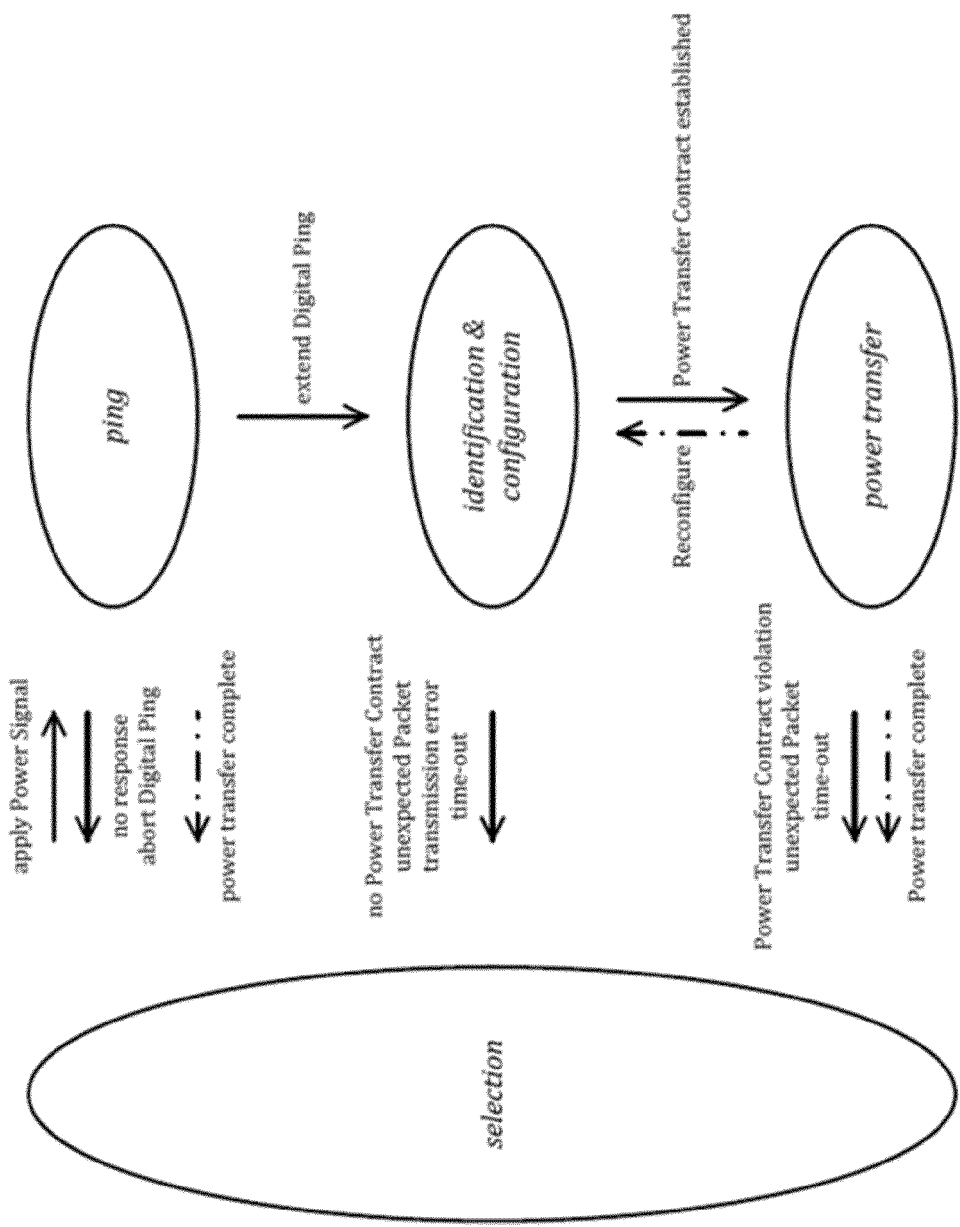 selection
apply Power Signal
no response
abort Digital Ping
power transfer complete
no Power Transfer Contract
unexpected Packet
transmission error
time-out
Power Transfer Contract violation
unexpected Packet
time-out
Power transfer complete
ping
extend Digital Ping
identification &
configuration
Reconfigure
Power Transfer Contract established
power transfer